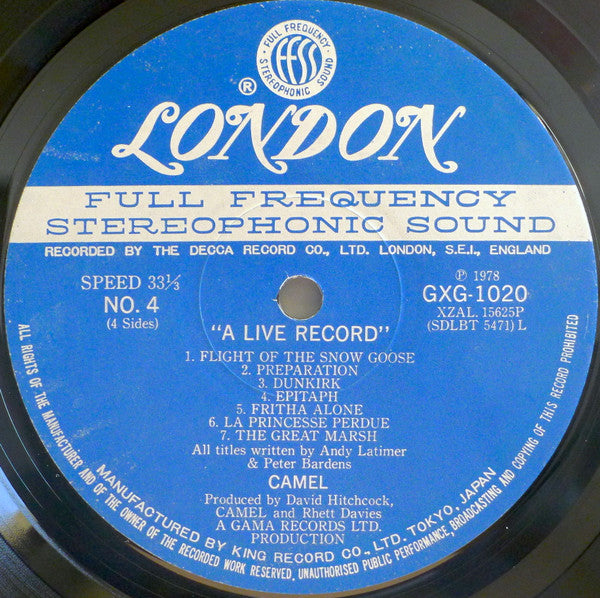 FULL FREQUENCY
STEREOPHONIC SOUND
FFSS
® LONDON
FULL FREQUENCY
STEREOPHONIC SOUND
RECORDED BY THE DECCA RECORD CO., LTD. LONDON, S.E.I., ENGLAND
SPEED 33⅓
NO. 4
(4 Sides)
Ⓟ 1978
GXG-1020
XZAL. 15625P
(SDLBT 5471) L
"A LIVE RECORD"
1. FLIGHT OF THE SNOW GOOSE
2. PREPARATION
3. DUNKIRK
4. EPITAPH
5. FRITHA ALONE
6. LA PRINCESSE PERDUE
7. THE GREAT MARSH
All titles written by Andy Latimer
& Peter Bardens
CAMEL
Produced by David Hitchcock,
CAMEL and Rhett Davies
A GAMA RECORDS LTD.
PRODUCTION
MANUFACTURED BY KING RECORD CO., LTD. TOKYO, JAPAN
ALL RIGHTS OF THE MANUFACTURER AND OF THE OWNER OF THE RECORDED WORK RESERVED, UNAUTHORISED PUBLIC PERFORMANCE, BROADCASTING AND COPYING OF THIS RECORD PROHIBITED